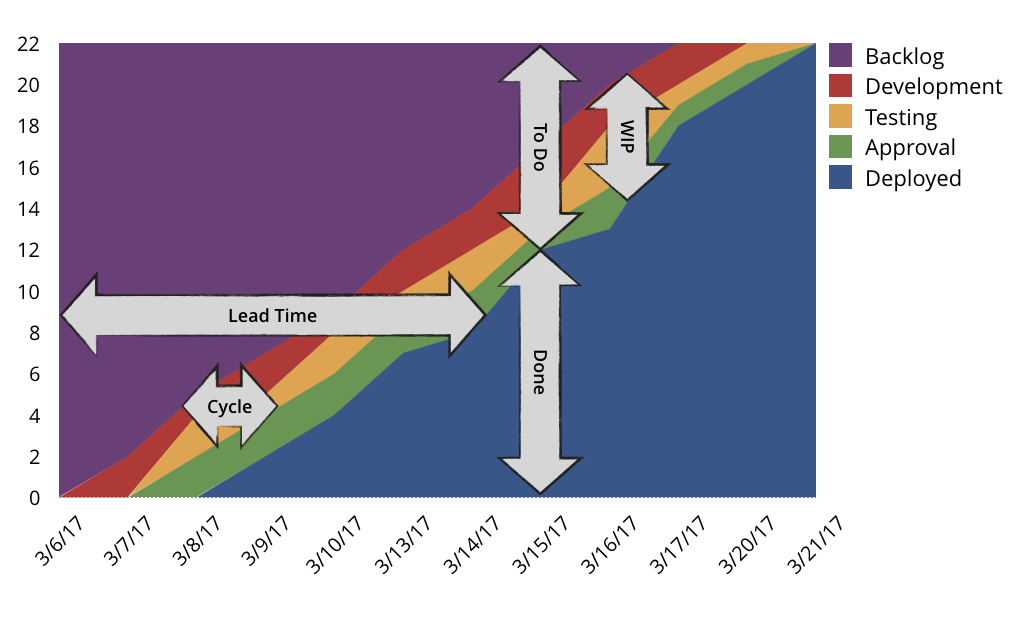 22
20
18
16
14
12
10
8
6
4
2
0
Backlog
Development
Testing
Approval
Deployed
To Do
WIP
Lead Time
Done
Cycle
3/6/17
3/7/17
3/8/17
3/9/17
3/10/17
3/13/17
3/14/17
3/15/17
3/16/17
3/17/17
3/20/17
3/21/17